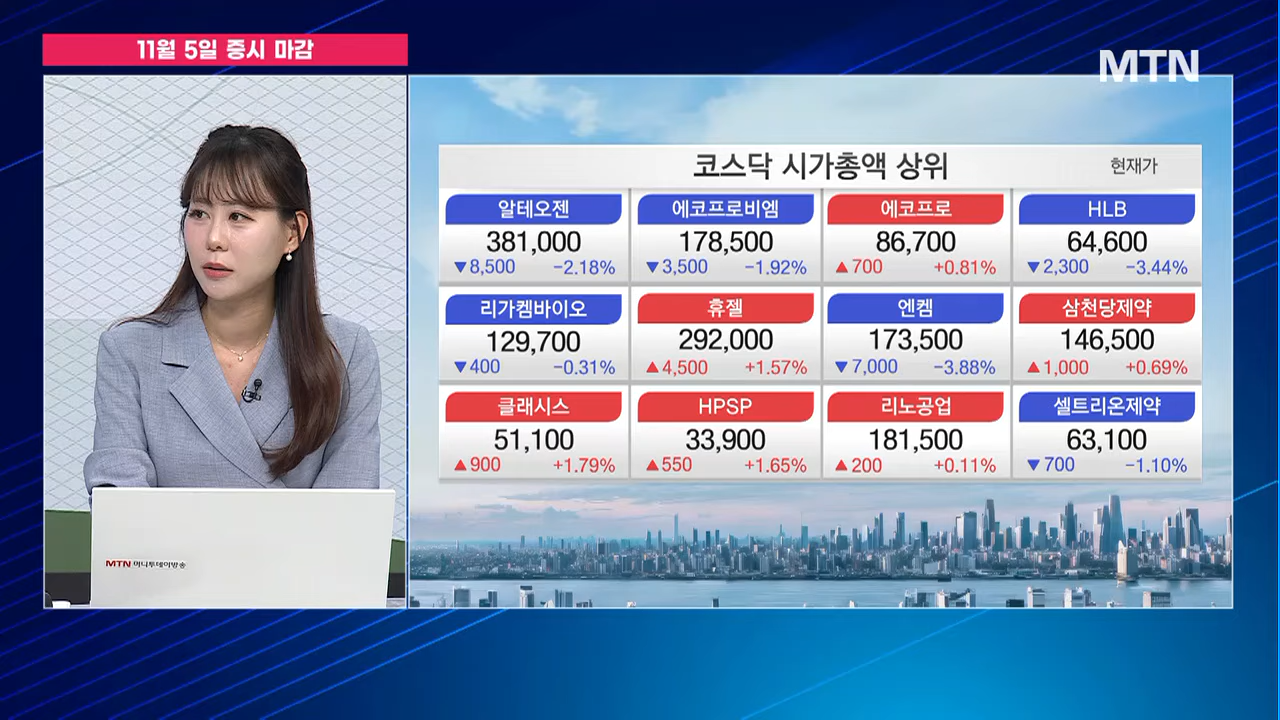 11월 5일 증시 마감
MTN
코스닥 시가총액 상위
현재가
알테오젠
381,000
▼8,500 −2.18%
에코프로비엠
178,500
▼3,500 −1.92%
에코프로
86,700
▲700 +0.81%
HLB
64,600
▼2,300 −3.44%
리가켐바이오
129,700
▼400 −0.31%
휴젤
292,000
▲4,500 +1.57%
엔켐
173,500
▼7,000 −3.88%
삼천당제약
146,500
▲1,000 +0.69%
클래시스
51,100
▲900 +1.79%
HPSP
33,900
▲550 +1.65%
리노공업
181,500
▲200 +0.11%
셀트리온제약
63,100
▼700 −1.10%
MTN 머니투데이방송